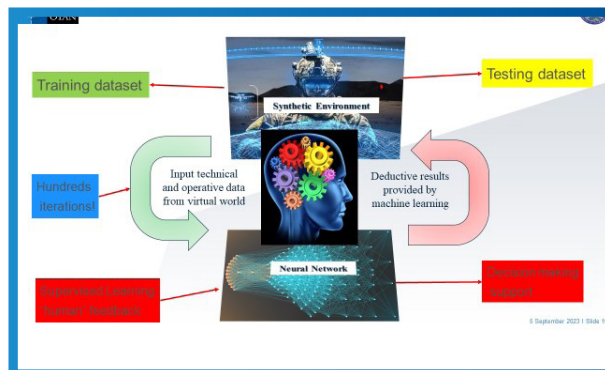 OTAN
Training dataset
Testing dataset
Synthetic Environment
Input technical
and operative data
from virtual world
Deductive results
provided by
machine learning
Hundreds
iterations!
Neural Network
Supervised Learning
"human" feedback
Decision making
support
5 September 2023 | Slide 1